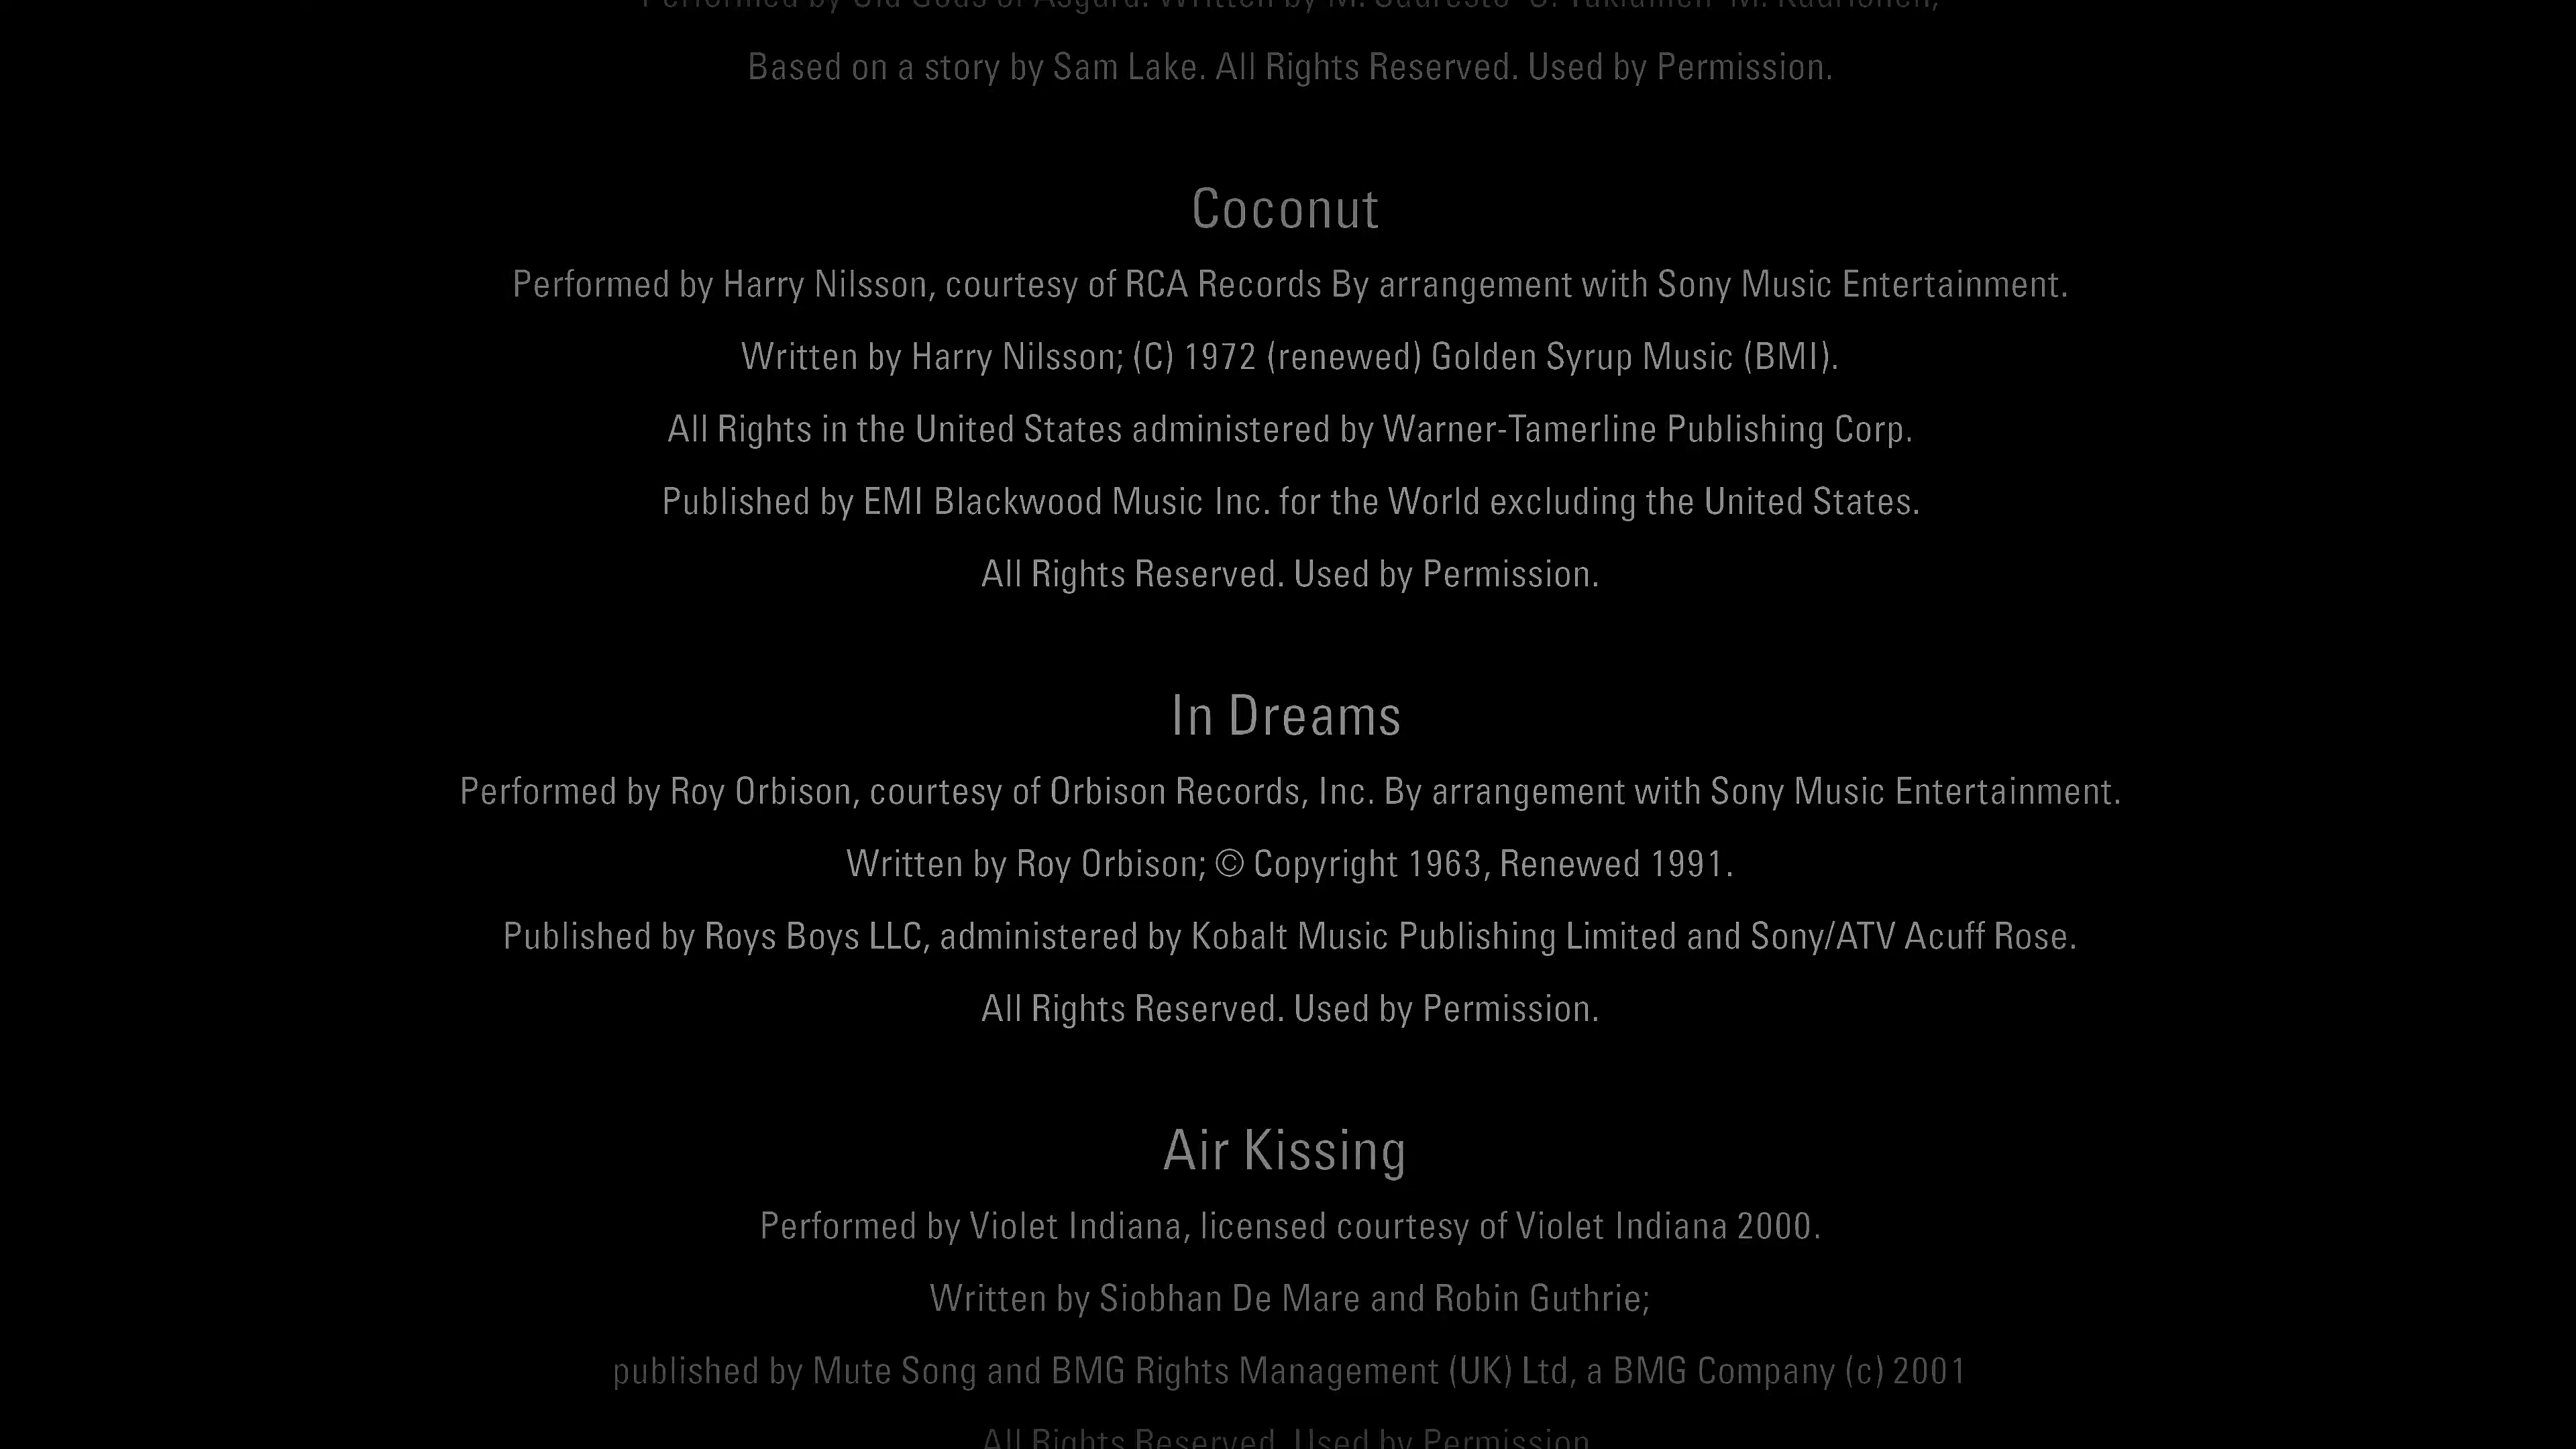 Performed by Old Gods of Asgard. Written by M.
Based on a story by Sam Lake. All Rights Reserved. Used by Permission.
Coconut
Performed by Harry Nilsson, courtesy of RCA Records By arrangement with Sony Music Entertainment.
Written by Harry Nilsson; (C) 1972 (renewed) Golden Syrup Music (BMI).
All Rights in the United States administered by Warner-Tamerline Publishing Corp.
Published by EMI Blackwood Music Inc. for the World excluding the United States.
All Rights Reserved. Used by Permission.
In Dreams
Performed by Roy Orbison, courtesy of Orbison Records, Inc. By arrangement with Sony Music Entertainment.
Written by Roy Orbison; © Copyright 1963, Renewed 1991.
Published by Roys Boys LLC, administered by Kobalt Music Publishing Limited and Sony/ATV Acuff Rose.
All Rights Reserved. Used by Permission.
Air Kissing
Performed by Violet Indiana, licensed courtesy of Violet Indiana 2000.
Written by Siobhan De Mare and Robin Guthrie;
published by Mute Song and BMG Rights Management (UK) Ltd, a BMG Company (c) 2001
All Rights Reserved. Used by Permission